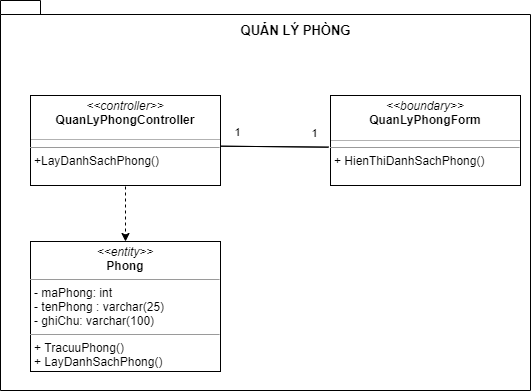 QUẢN LÝ PHÒNG
<<controller>>
QuanLyPhongController
+LayDanhSachPhong()
1
1
<<boundary>>
QuanLyPhongForm
+ HienThiDanhSachPhong()
<<entity>>
Phong
- maPhong: int
- tenPhong : varchar(25)
- ghiChu: varchar(100)
+ TracuuPhong()
+ LayDanhSachPhong()